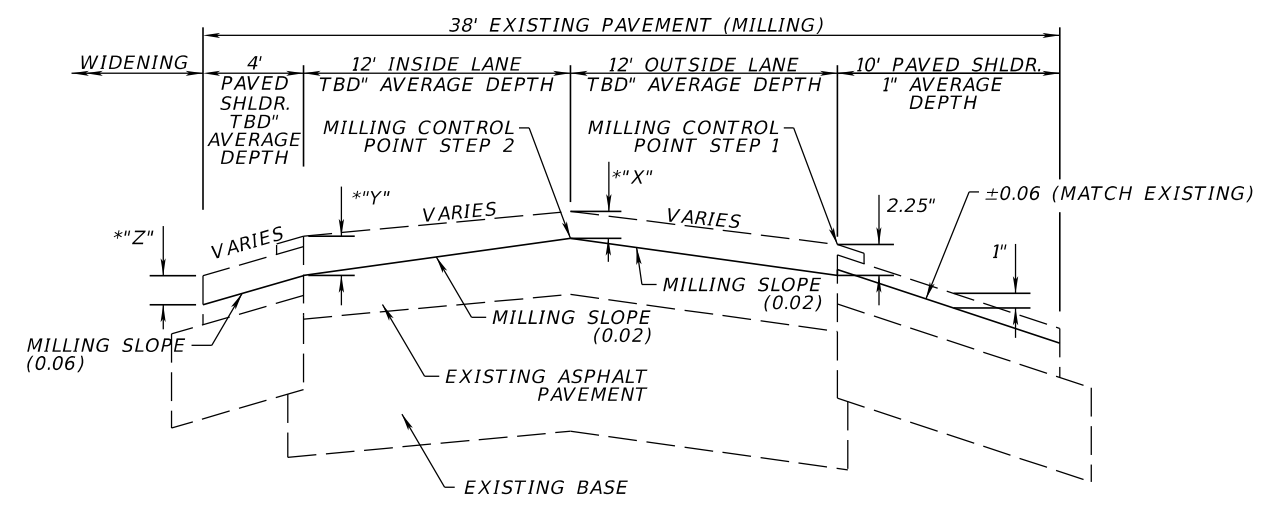 38' EXISTING PAVEMENT (MILLING)
WIDENING
4'
PAVED
SHLDR.
TBD"
AVERAGE
DEPTH
12' INSIDE LANE
TBD" AVERAGE DEPTH
12' OUTSIDE LANE
TBD" AVERAGE DEPTH
10' PAVED SHLDR.
1" AVERAGE
DEPTH
MILLING CONTROL
POINT STEP 2
MILLING CONTROL
POINT STEP 1
*"X"
*"Y"
*"Z"
VARIES
VARIES
VARIES
2.25"
±0.06 (MATCH EXISTING)
1"
MILLING SLOPE
(0.02)
MILLING SLOPE
(0.02)
MILLING SLOPE
(0.06)
EXISTING ASPHALT
PAVEMENT
EXISTING BASE